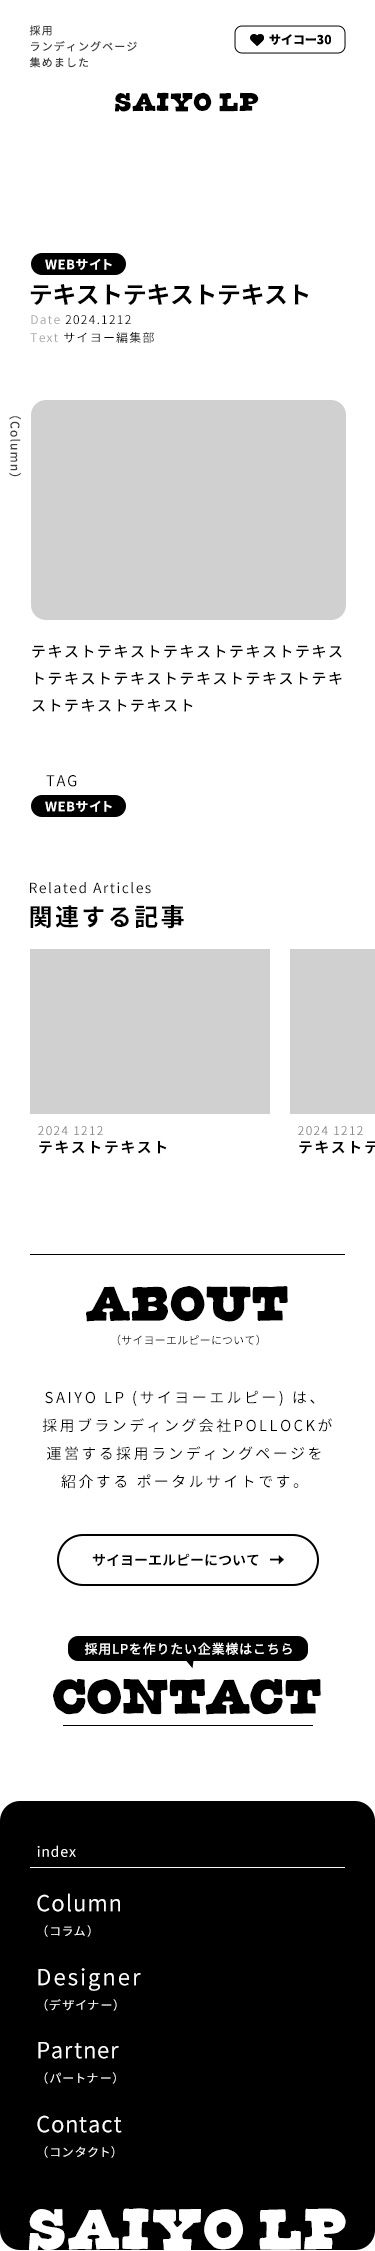 採用
ランディングページ
集めました
サイコー30
SAIYO LP
WEBサイト
テキストテキストテキスト
Date 2024.1212
Text サイヨー編集部
(Column)
テキストテキストテキストテキストテキス
トテキストテキストテキストテキストテキ
ストテキストテキスト
TAG
WEBサイト
Related Articles
関連する記事
2024 1212
テキストテキスト
2024 1212
テキストテ
ABOUT
（サイヨーエルピーについて）
SAIYO LP (サイヨーエルピー) は、
採用ブランディング会社POLLOCKが
運営する採用ランディングページを
紹介する ポータルサイトです。
サイヨーエルピーについて →
採用LPを作りたい企業様はこちら
CONTACT
index
Column
（コラム）
Designer
（デザイナー）
Partner
（パートナー）
Contact
（コンタクト）
SAIYO LP